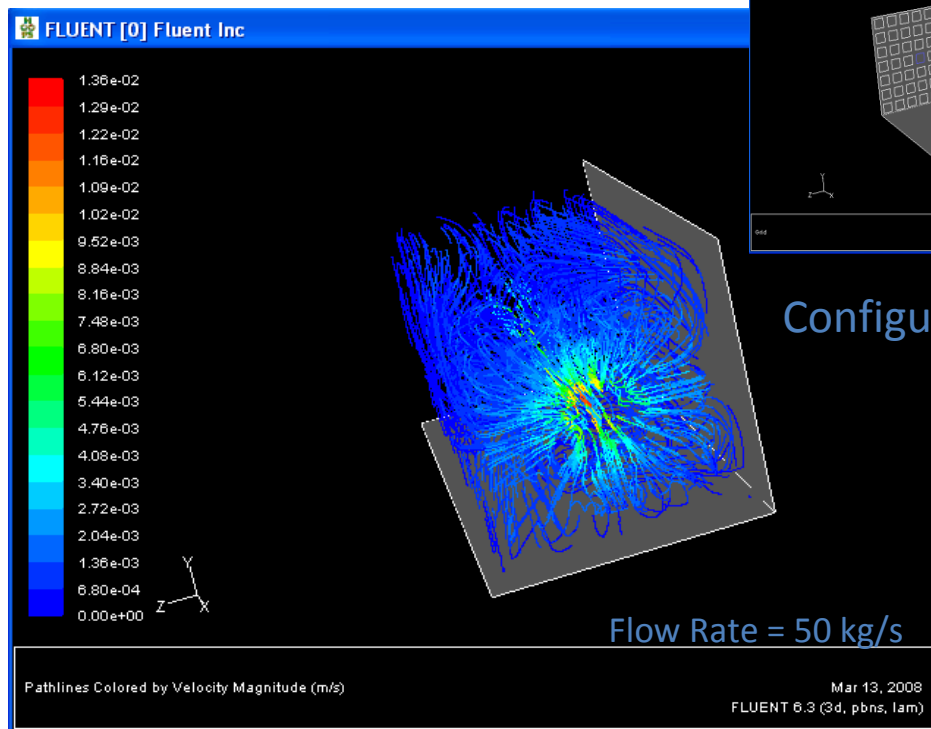 FLUENT [0] Fluent Inc
1.36e-02
1.29e-02
1.22e-02
1.16e-02
1.09e-02
1.02e-02
9.52e-03
8.84e-03
8.16e-03
7.48e-03
6.80e-03
6.12e-03
5.44e-03
4.76e-03
4.08e-03
3.40e-03
2.72e-03
2.04e-03
1.36e-03
6.80e-04
0.00e+00
Y
Z
X
Y
Z
X
Grid
Configu
Flow Rate = 50 kg/s
Pathlines Colored by Velocity Magnitude (m/s)
Mar 13, 2008
FLUENT 6.3 (3d, pbns, lam)